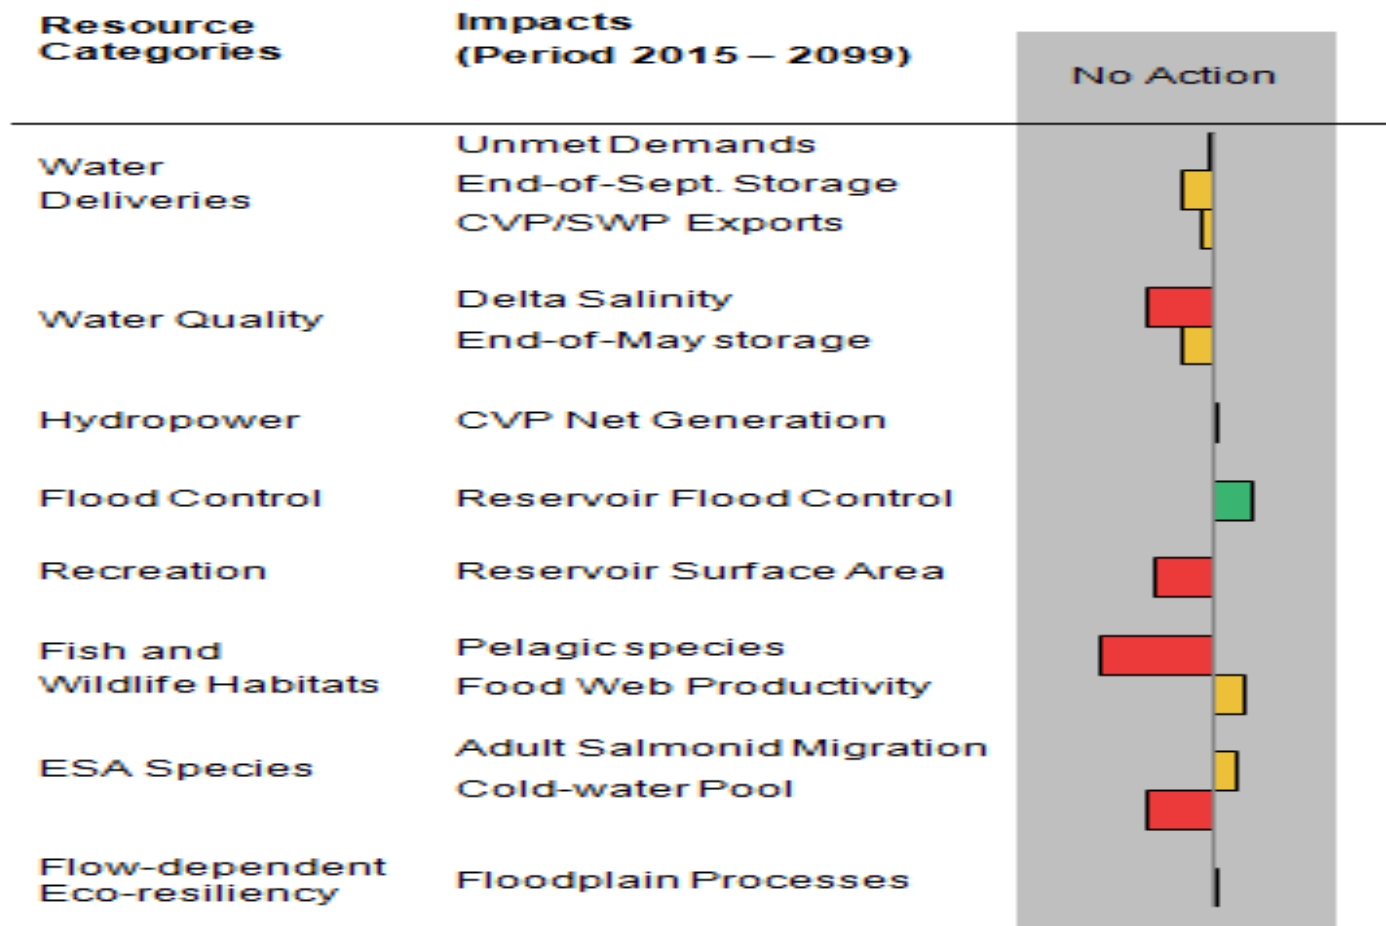 Resource Categories
Impacts
(Period 2015 – 2099)
No Action
Water Deliveries
Unmet Demands
End-of-Sept. Storage
CVP/SWP Exports
Water Quality
Delta Salinity
End-of-May storage
Hydropower
CVP Net Generation
Flood Control
Reservoir Flood Control
Recreation
Reservoir Surface Area
Fish and
Wildlife Habitats
Pelagic species
Food Web Productivity
ESA Species
Adult Salmonid Migration
Cold-water Pool
Flow-dependent
Eco-resiliency
Floodplain Processes